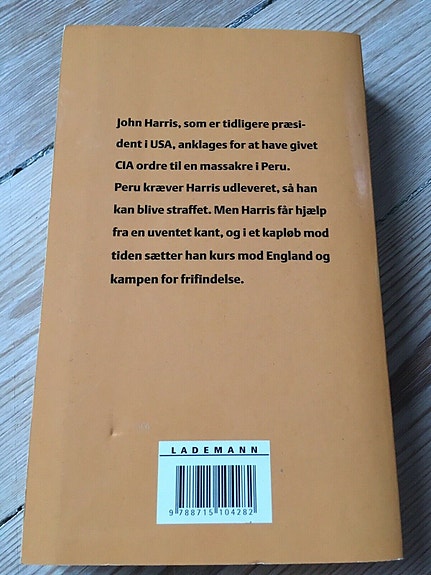 John Harris, som er tidligere præsi-
dent i USA, anklages for at have givet
CIA ordre til en massakre i Peru.
Peru kræver Harris udleveret, så han
kan blive straffet. Men Harris får hjælp
fra en uventet kant, og i et kapløb mod
tiden sætter han kurs mod England og
kampen for frifindelse.
LADEMANN
9 788715 104282